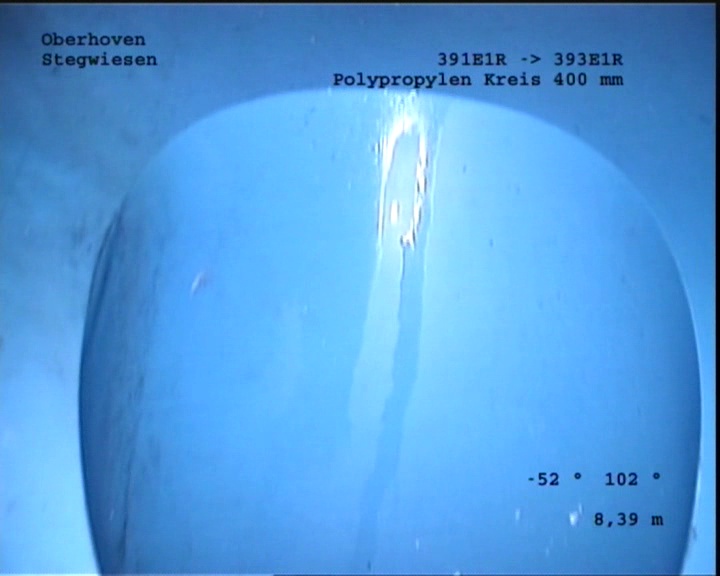 Oberhoven
Stegwiesen
391E1R -> 393E1R
Polypropylen Kreis 400 mm
-52 ° 102 °
8,39 m